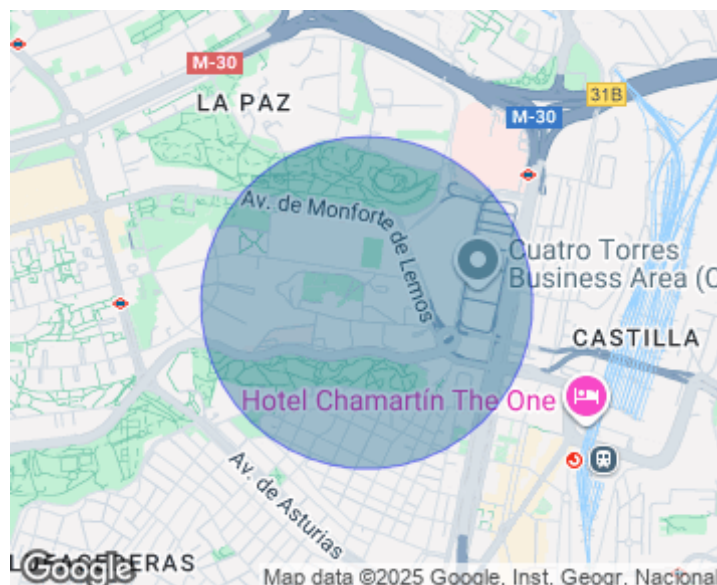 M-30
31B
LA PAZ
M-30
Av. de Monforte de Lemos
Cuatro Torres
Business Area (C
CASTILLA
Hotel Chamartín The One
Av. de Asturias
Google
Map data ©2025 Google, Inst. Geogr. Nacional